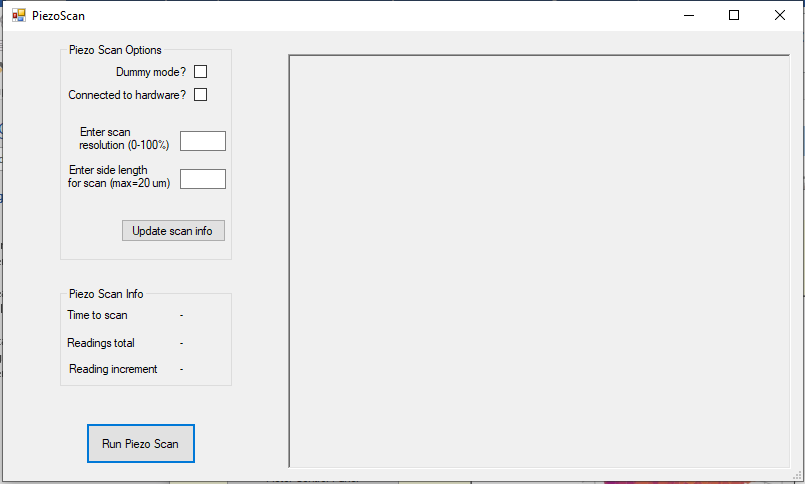 PiezoScan
Piezo Scan Options
Dummy mode?
Connected to hardware?
Enter scan
resolution (0-100%)
Enter side length
for scan (max=20 um)
Update scan info
Piezo Scan Info
Time to scan -
Readings total -
Reading increment -
Run Piezo Scan